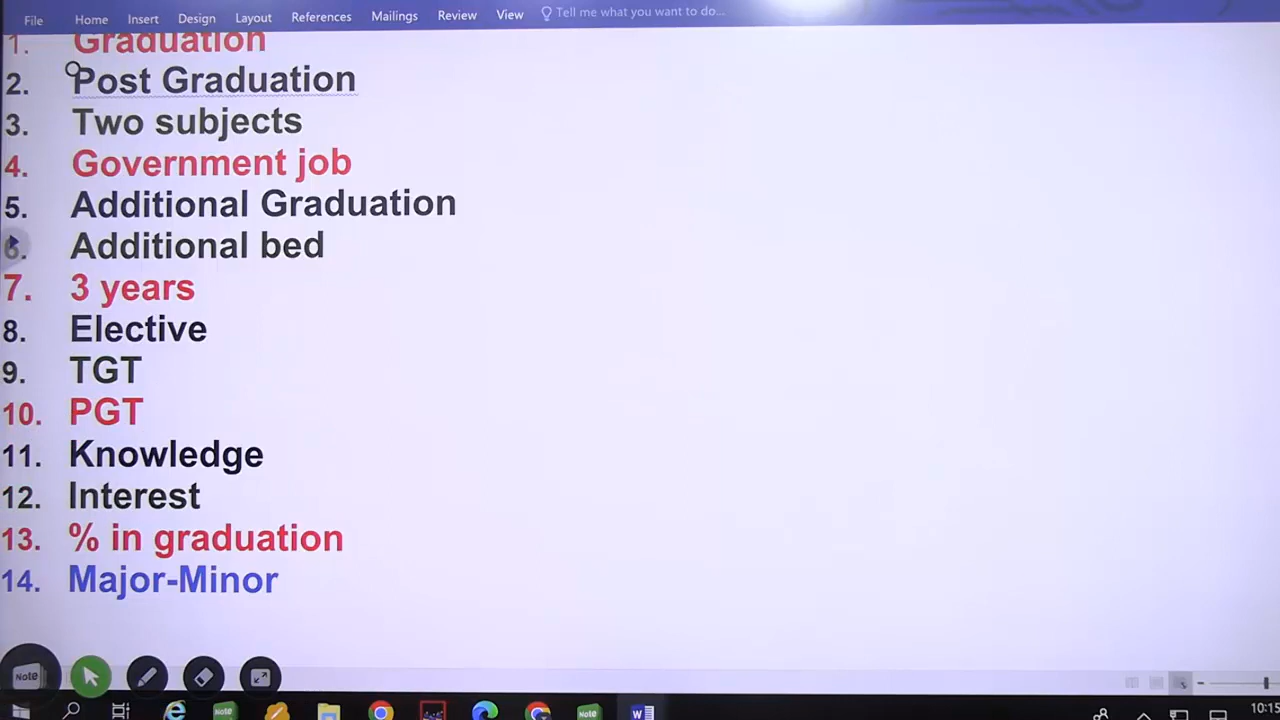 File Home Insert Design Layout References Mailings Review View Tell me what you want to do...
1. Graduation
2. Post Graduation
3. Two subjects
4. Government job
5. Additional Graduation
6. Additional bed
7. 3 years
8. Elective
9. TGT
10. PGT
11. Knowledge
12. Interest
13. % in graduation
14. Major-Minor
Note
Note Note
10:15